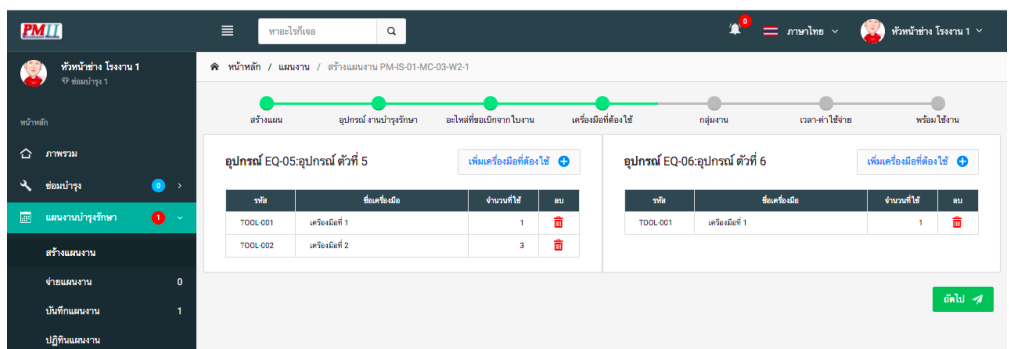 PMII
หาอะไรก็เจอ
0
ภาษาไทย
หัวหน้าช่าง โรงงาน 1
หัวหน้าช่าง โรงงาน 1
ซ่อมบำรุง 1
หน้าหลัก / แผนงาน / สร้างแผนงาน PM-IS-01-MC-03-W2-1
หน้าหลัก
ภาพรวม
ซ่อมบำรุง 0
แผนงานบำรุงรักษา 1
สร้างแผนงาน
จ่ายแผนงาน 0
บันทึกแผนงาน 1
ปฏิทินแผนงาน
สร้างแผน
อุปกรณ์ งานบำรุงรักษา
อะไหล่ที่ขอเบิกจากใบงาน
เครื่องมือที่ต้องใช้
กลุ่มงาน
เวลา-ค่าใช้จ่าย
พร้อมใช้งาน
อุปกรณ์ EQ-05:อุปกรณ์ ตัวที่ 5
เพิ่มเครื่องมือที่ต้องใช้
รหัส ชื่อเครื่องมือ จำนวนที่ใช้ ลบ
TOOL-001 เครื่องมือที่ 1 1
TOOL-002 เครื่องมือที่ 2 3
อุปกรณ์ EQ-06:อุปกรณ์ ตัวที่ 6
เพิ่มเครื่องมือที่ต้องใช้
รหัส ชื่อเครื่องมือ จำนวนที่ใช้ ลบ
TOOL-001 เครื่องมือที่ 1 1
ถัดไป